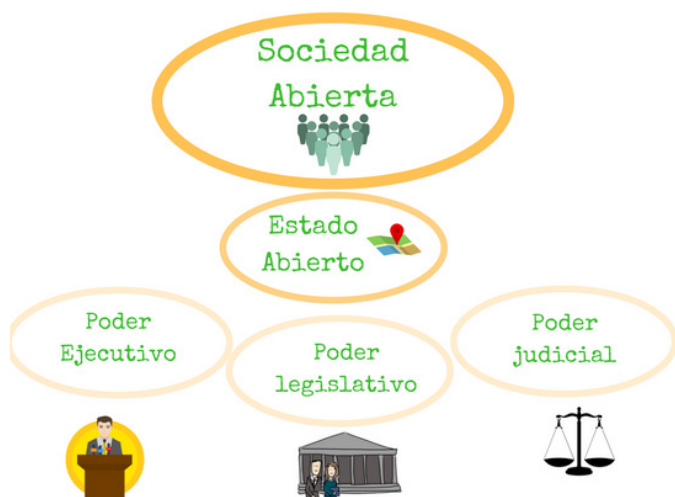 Sociedad
Abierta
Estado
Abierto
Poder
Ejecutivo
Poder
legislativo
Poder
judicial